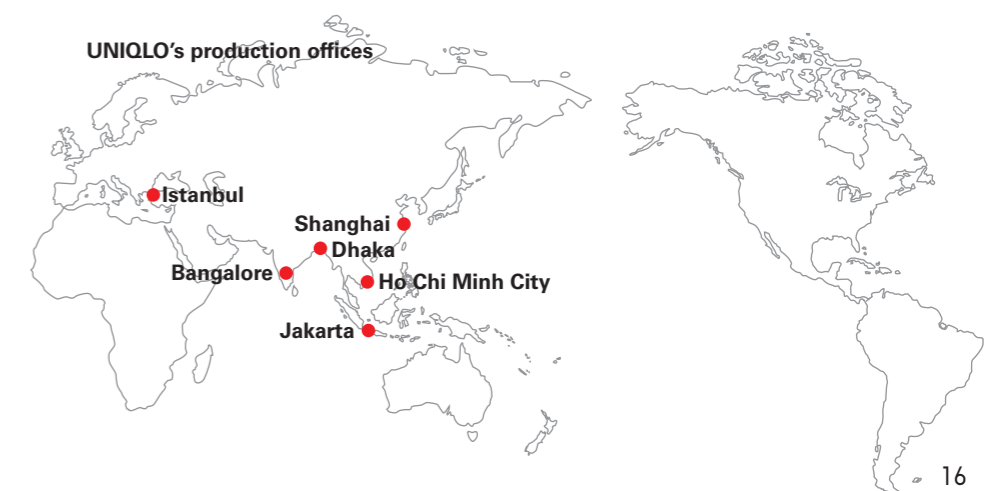 UNIQLO's production offices
Istanbul
Shanghai
Dhaka
Bangalore
Ho Chi Minh City
Jakarta
16